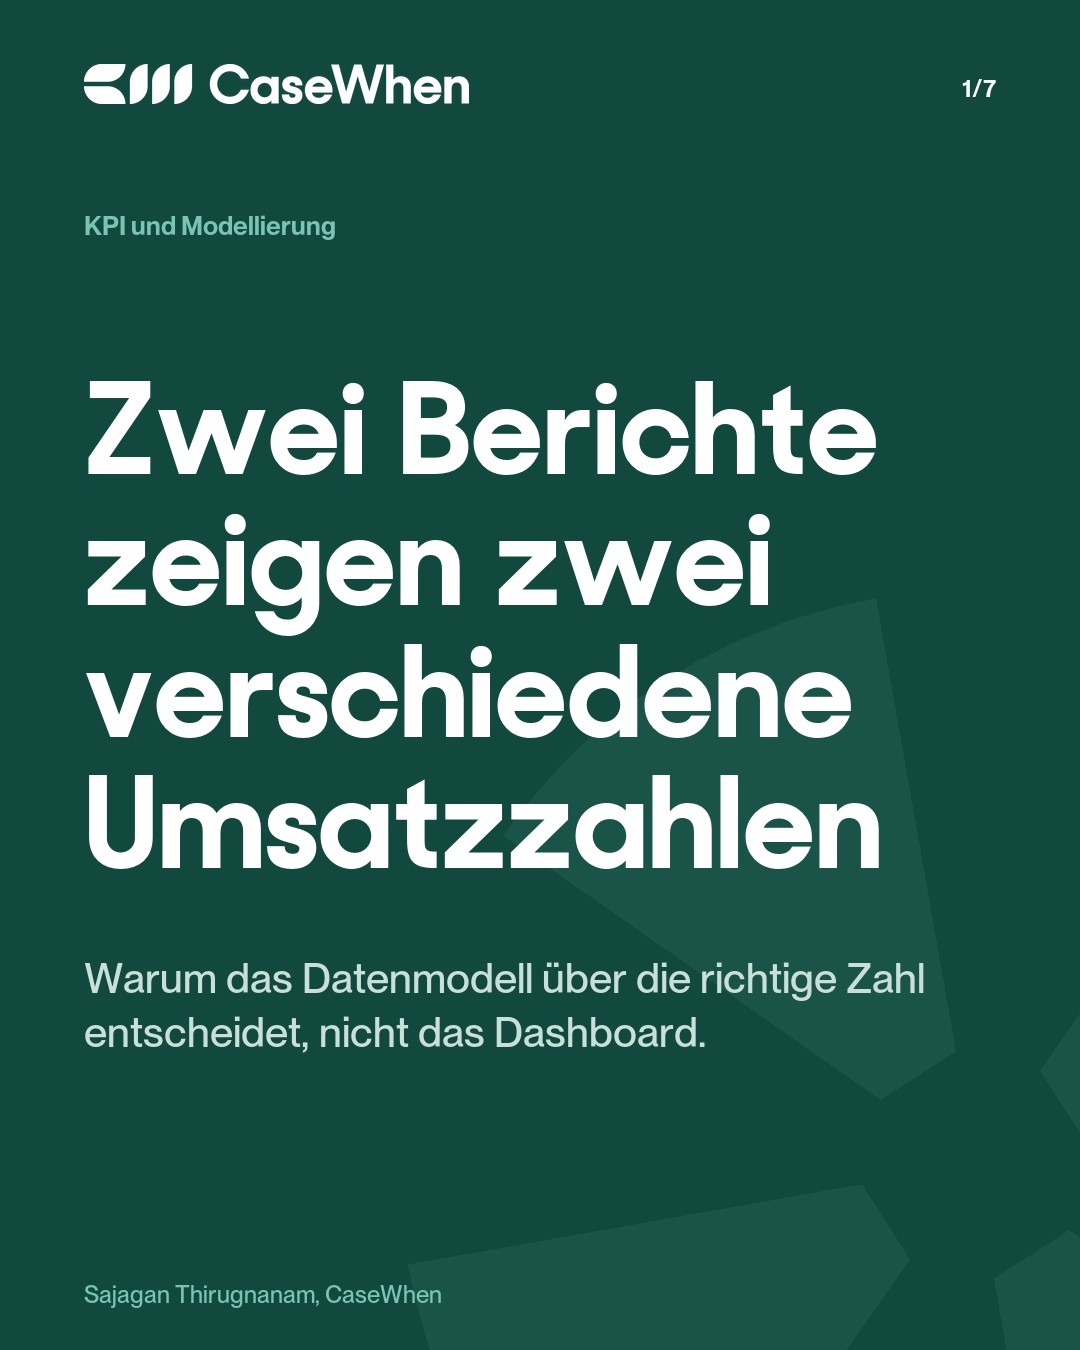 CaseWhen
1/7
KPI und Modellierung
Zwei Berichte
zeigen zwei
verschiedene
Umsatzzahlen
Warum das Datenmodell über die richtige Zahl
entscheidet, nicht das Dashboard.
Sajagan Thirugnanam, CaseWhen